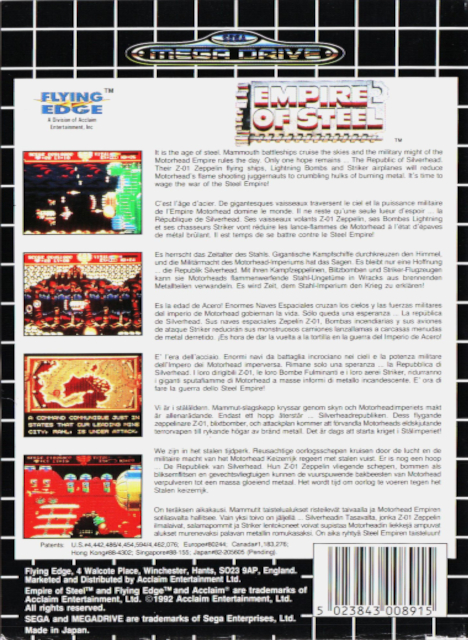 SEGA
MEGA DRIVE
FLYING
EDGE
TM
A Division of Acclaim
Entertainment, Inc
EMPIRE
OF STEEL
TM
It is the age of steel. Mammouth battleships cruise the skies and the military might of the
Motorhead Empire rules the day. Only one hope remains ... The Republic of Silverhead.
Their Z-01 Zeppelin flying ships, Lightning Bombs and Striker airplanes will reduce
Motorhead's flame shooting juggernauts to crumbling hulks of burning metal. It's time to
wage the war of the Steel Empire!
C'est l'âge d'acier. De gigantesques vaisseaux traversent le ciel et la puissance militaire
de l'Empire Motorhead domine le monde. Il ne reste qu'une seule lueur d'espoir ... la
République de Silverhead. Ses vaisseaux volants Z-01 Zeppelin, ses Bombes Lightning
et ses chasseurs Striker vont réduire les lance-flammes de Motorhead à l'état d'épaves
de métal brûlant. Il est temps de se battre contre le Steel Empire!
Es herrscht das Zeitalter des Stahls. Gigantische Kampfschiffe durchkreuzen den Himmel,
und die Militärmacht des Motorhead-Imperiums hat das Sagen. Es bleibt nur eine Hoffnung
... die Republik Silverhead. Mit ihren Kampfzeppelinen, Blitzbomben und Striker-Flugzeugen
kann sie Motorheads flammenwerfende Stahl-Ungetüme in Wracks aus brennenden
Metallteilen verwandeln. Es wird Zeit, dem Stahl-Imperium den Krieg zu erklären!
Es la edad de Acero! Enormes Naves Espaciales cruzan los cielos y las fuerzas militares
del imperio de Motorhead gobiernan la vida. Sólo queda una esperanza ... La república
de Silverhead. Sus naves especiales Zepelin Z-01, Bombas incendiarias y sus aviones
de ataque Striker reducirán sus monstruosos camiones lanzallamas a carcasas menudas
de metal derretido. ¡Es hora de dar la vuelta a la tortilla en la guerra del Imperio de Acero!
E' l'era dell'acciaio. Enormi navi da battaglia incrociano nei cieli e la potenza militare
dell'Impero de Motorhead imperversa. Rimane solo una speranza ... la Repubblica di
Silverhead. I loro dirigibili Z-01, le loro Bombe Fulminanti e i loro aerei Striker, ridurranno
i giganti sputafiamme di Motorhead a masse informi di metallo incandescente. E' ora di
fare la guerra dello Steel Empire!
Vi är i stålåldern. Mammut-slagskepp kryssar genom skyn och Motorheadimperiets makt
är allenarådande. Endast ett hopp återstår ... Silverheadrepubliken. Dess flygande
zeppelinare Z-01, blixtbomber, och attackplan kommer att förvandla Motorheads eldskjutande
terrorvapen till rykande högar av bränd metall. Det är dags att starta kriget i Stålimperiet!
We zijn in het stalen tijdperk. Reusachtige oorlogsschepen kruisen door de lucht en de
militaire macht van het Motorhead Keizerrijk regeert met stalen vuist. Er is nog een hoop
... De Republiek van Silverhead. Hun Z-01 Zeppelin vliegende schepen, bommen als
bliksemflitsen en gevechtsvliegtuigen kunnen de vuurspuwende bakbeesten van Motorhead
verpulveren tot een massa gloeiend metaal. Het wordt tijd om oorlog te voeren tegen het
Stalen keizerrijk.
On teräksen aikakausi. Mammutit taistelualukset risteilevät taivaalla ja Motorhead Empiren
sotilasvalta hallitsee. Vain yksi toivo on jäljellä ... Silverheadin Tasavalta, jonka Z-01 Zeppelin
ilmalaivat, salamapommit ja Striker lentokoneet voivat supistaa Motorheadin liekkejä ampuvat
alukset mureneviksi palavan metallin romukasaksi. On aika ryhtyä Steel Empiren taisteluun!
A COMMAND COMMUNIQUE JUST IN
STATES THAT OUR LEADING MINE
CITY, RAHL, IS UNDER ATTACK.
Patents: U.S.#4,442,486/4,454,594/4,462,076; Europe#80244; Canada#1,183,276;
Hong Kong#88-4302; Singapore#88-155; Japan#82-205605 (Pending).
Flying Edge, 4 Walcote Place, Winchester, Hants, SO23 9AP, England.
Marketed and Distributed by Acclaim Entertainment Ltd.
Empire of Steel™ and Flying Edge™ and Acclaim® are trademarks of
Acclaim Entertainment, Ltd. ©1992 Acclaim Entertainment, Ltd.
All rights reserved.
SEGA and MEGADRIVE are trademarks of Sega Enterprises, Ltd.
Made in Japan.
5 023843 008915